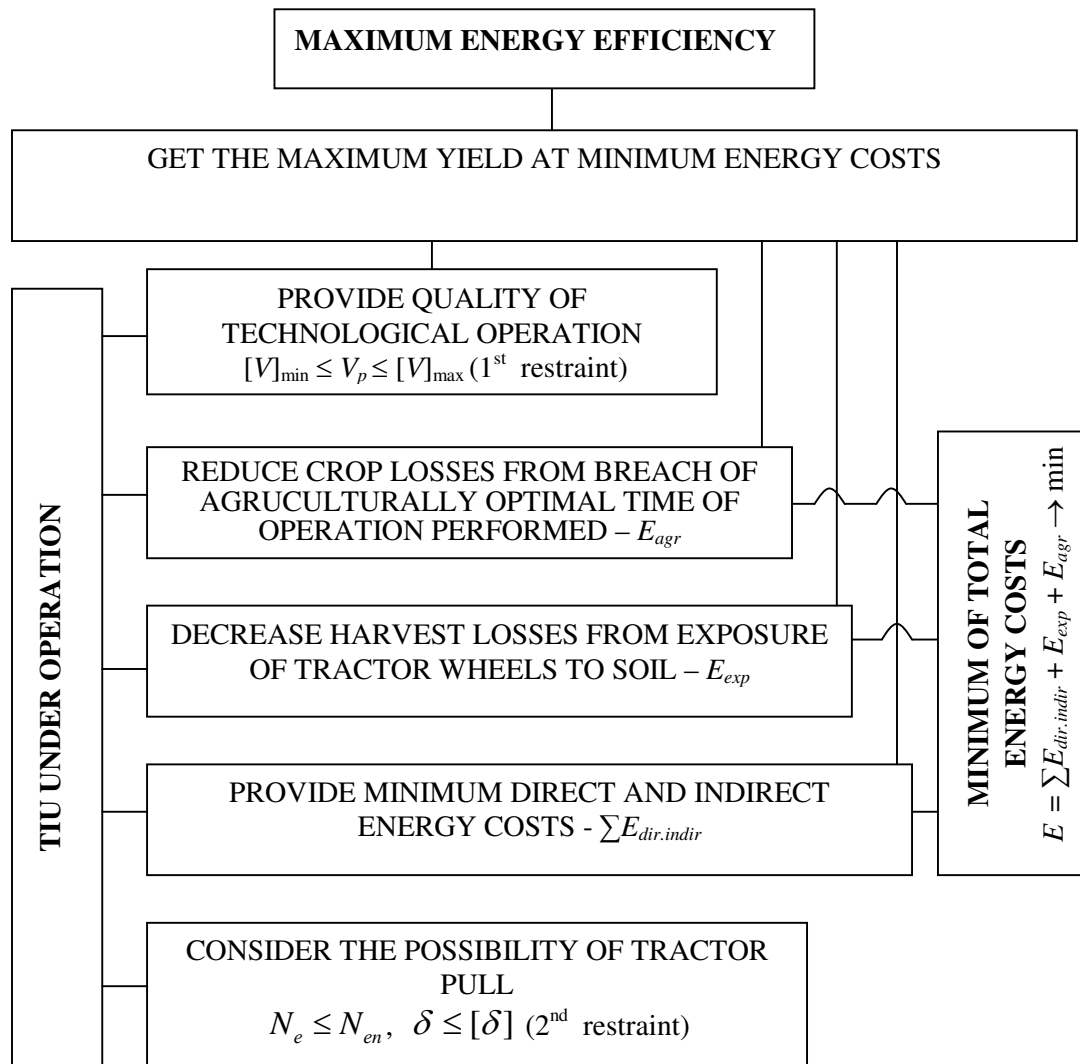 MAXIMUM ENERGY EFFICIENCY
GET THE MAXIMUM YIELD AT MINIMUM ENERGY COSTS
PROVIDE QUALITY OF
TECHNOLOGICAL OPERATION
[V]min ≤ Vp ≤ [V]max (1st restraint)
REDUCE CROP LOSSES FROM BREACH OF
AGRUCULTURALLY OPTIMAL TIME OF
OPERATION PERFORMED – Eagr
DECREASE HARVEST LOSSES FROM EXPOSURE
OF TRACTOR WHEELS TO SOIL – Eexp
PROVIDE MINIMUM DIRECT AND INDIRECT
ENERGY COSTS - ∑Edir.indir
CONSIDER THE POSSIBILITY OF TRACTOR
PULL
Ne ≤ Nen, δ ≤ [δ] (2nd restraint)
TIU UNDER OPERATION
MINIMUM OF TOTAL
ENERGY COSTS
E = ∑Edir.indir + Eexp + Eagr → min